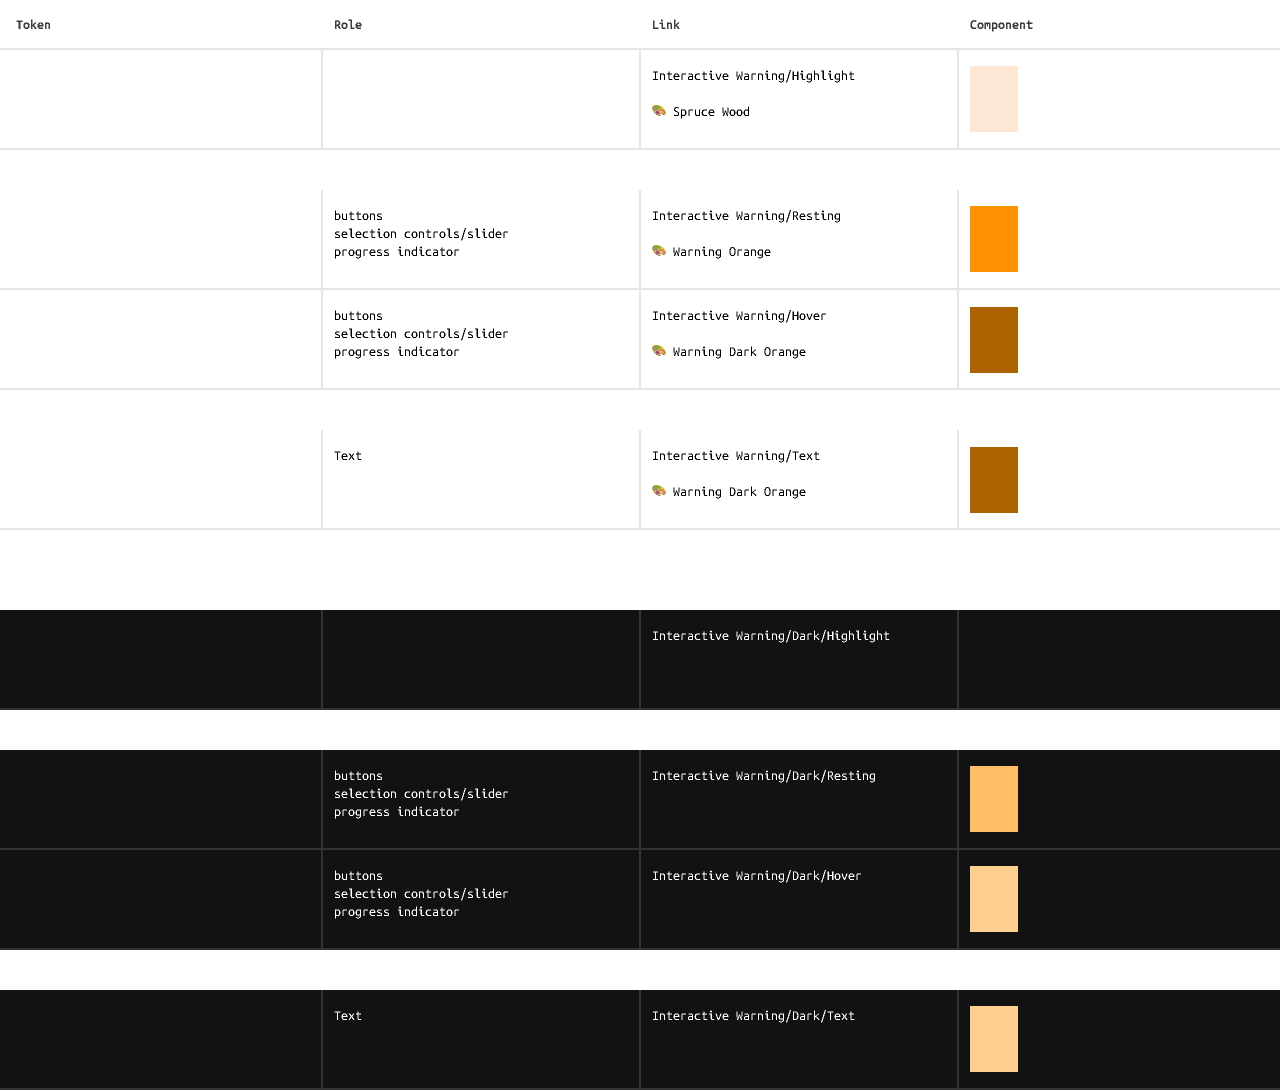 Token Role Link Component
Interactive Warning/Highlight
🎨 Spruce Wood
buttons
selection controls/slider
progress indicator
Interactive Warning/Resting
🎨 Warning Orange
buttons
selection controls/slider
progress indicator
Interactive Warning/Hover
🎨 Warning Dark Orange
Text
Interactive Warning/Text
🎨 Warning Dark Orange
Interactive Warning/Dark/Highlight
buttons
selection controls/slider
progress indicator
Interactive Warning/Dark/Resting
buttons
selection controls/slider
progress indicator
Interactive Warning/Dark/Hover
Text
Interactive Warning/Dark/Text